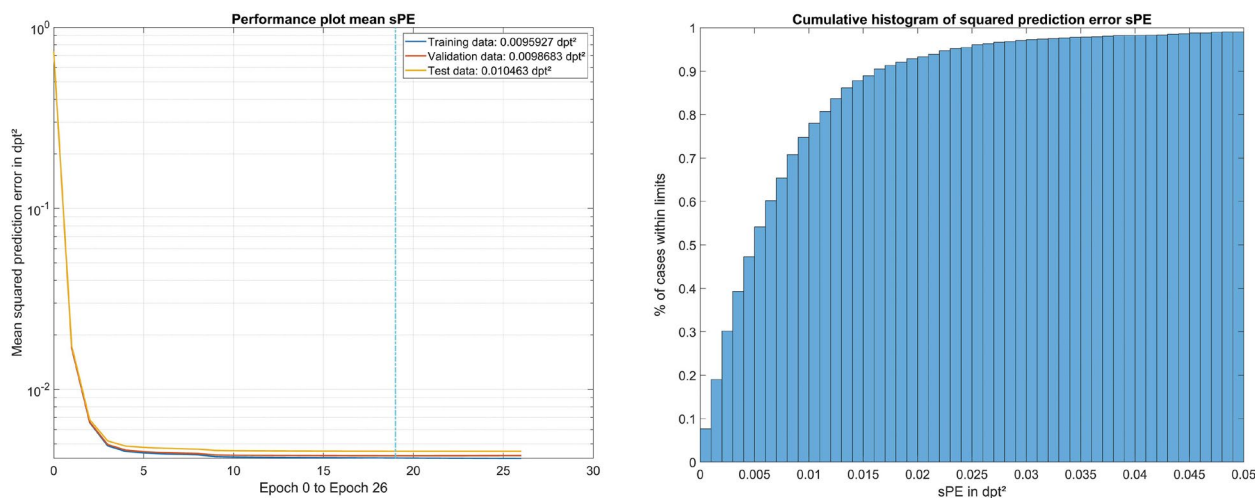 Performance plot mean sPE
Training data: 0.0095927 dpt²
Validation data: 0.0098683 dpt²
Test data: 0.010463 dpt²
Mean squared prediction error in dpt²
10⁰
10⁻¹
10⁻²
0 5 10 15 20 25 30
Epoch 0 to Epoch 26
Cumulative histogram of squared prediction error sPE
% of cases within limits
1
0.9
0.8
0.7
0.6
0.5
0.4
0.3
0.2
0.1
0
0 0.005 0.01 0.015 0.02 0.025 0.03 0.035 0.04 0.045 0.05
sPE in dpt²